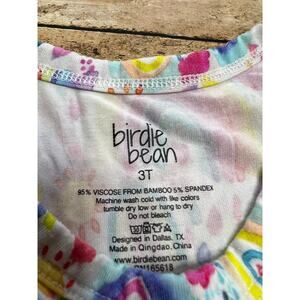 birdie
bean
3T
95% VISCOSE FROM BAMBOO 5% SPANDEX
Machine wash cold with like colors
tumble dry low or hang to dry
Do not bleach
Designed in Dallas, TX
Made in Qingdao, China
www.birdiebean.com
RN165618